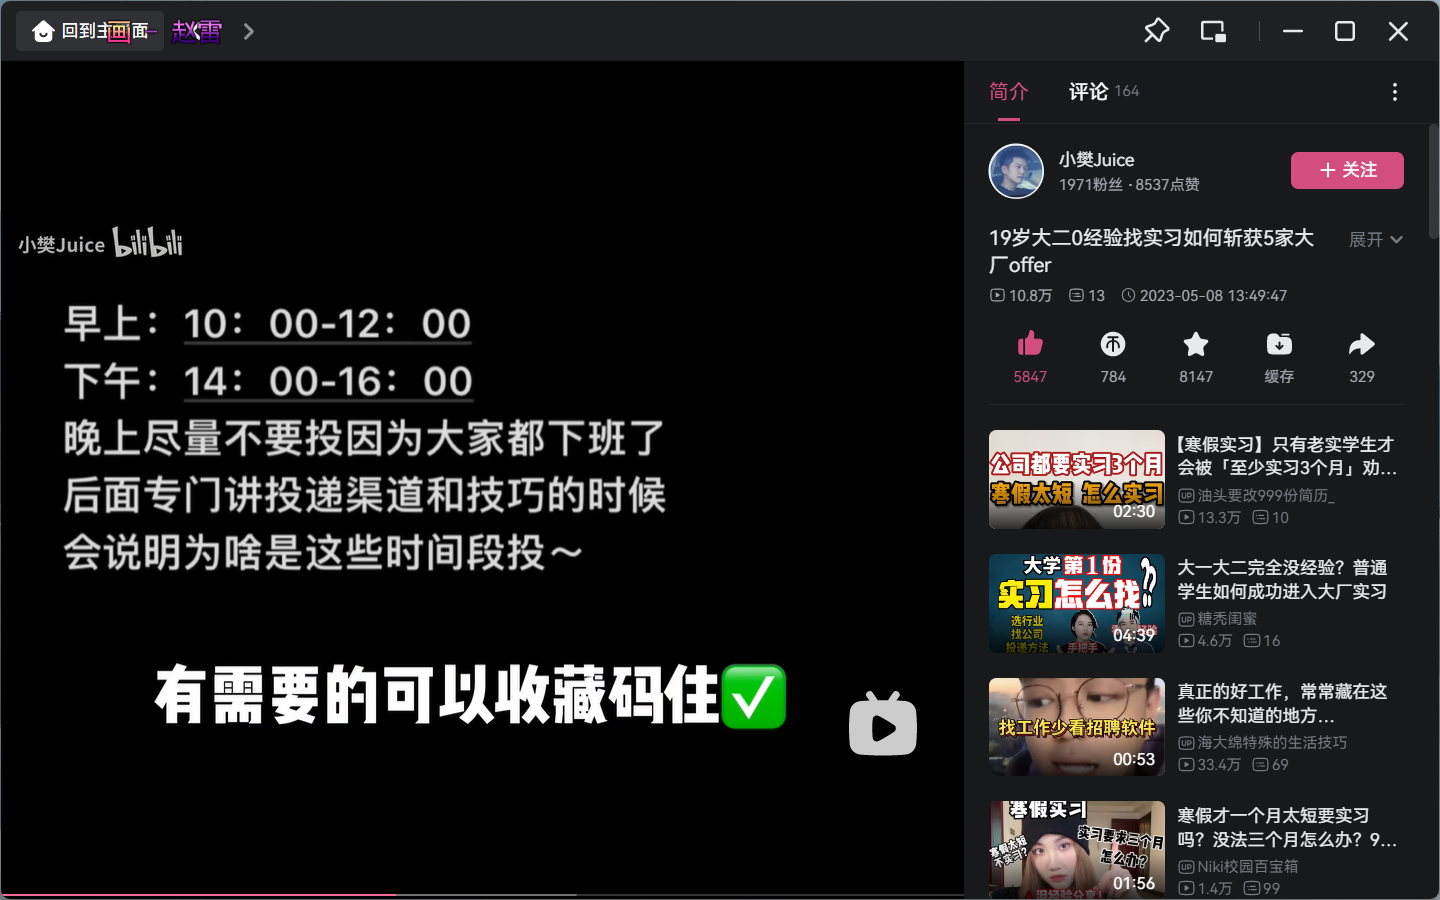 回到主画面
赵雷
简介
评论 164
小樊Juice
1971粉丝 · 8537点赞
关注
19岁大二0经验找实习如何斩获5家大
厂offer
展开
10.8万 13 2023-05-08 13:49:47
5847 784 8147 缓存 329
小樊Juice bilibili
早上：10：00-12：00
下午：14：00-16：00
晚上尽量不要投因为大家都下班了
后面专门讲投递渠道和技巧的时候
会说明为啥是这些时间段投～
有需要的可以收藏码住
公司都要实习3个月
寒假太短 怎么实习
02:30
【寒假实习】只有老实学生才
会被「至少实习3个月」劝...
UP 油头要改999份简历_
13.3万 10
大学第1份
实习怎么找?
选行业
找公司
投递方法
手把手
04:39
大一大二完全没经验？普通
学生如何成功进入大厂实习
UP 糖秃闺蜜
4.6万 16
找工作少看招聘软件
00:53
真正的好工作，常常藏在这
些你不知道的地方...
UP 海大绵特殊的生活技巧
33.4万 69
寒假实习
寒假太短
不实习?
实习要求三个月
怎么办?
01:56
寒假才一个月太短要实习
吗？没法三个月怎么办？9...
UP Niki校园百宝箱
1.4万 99